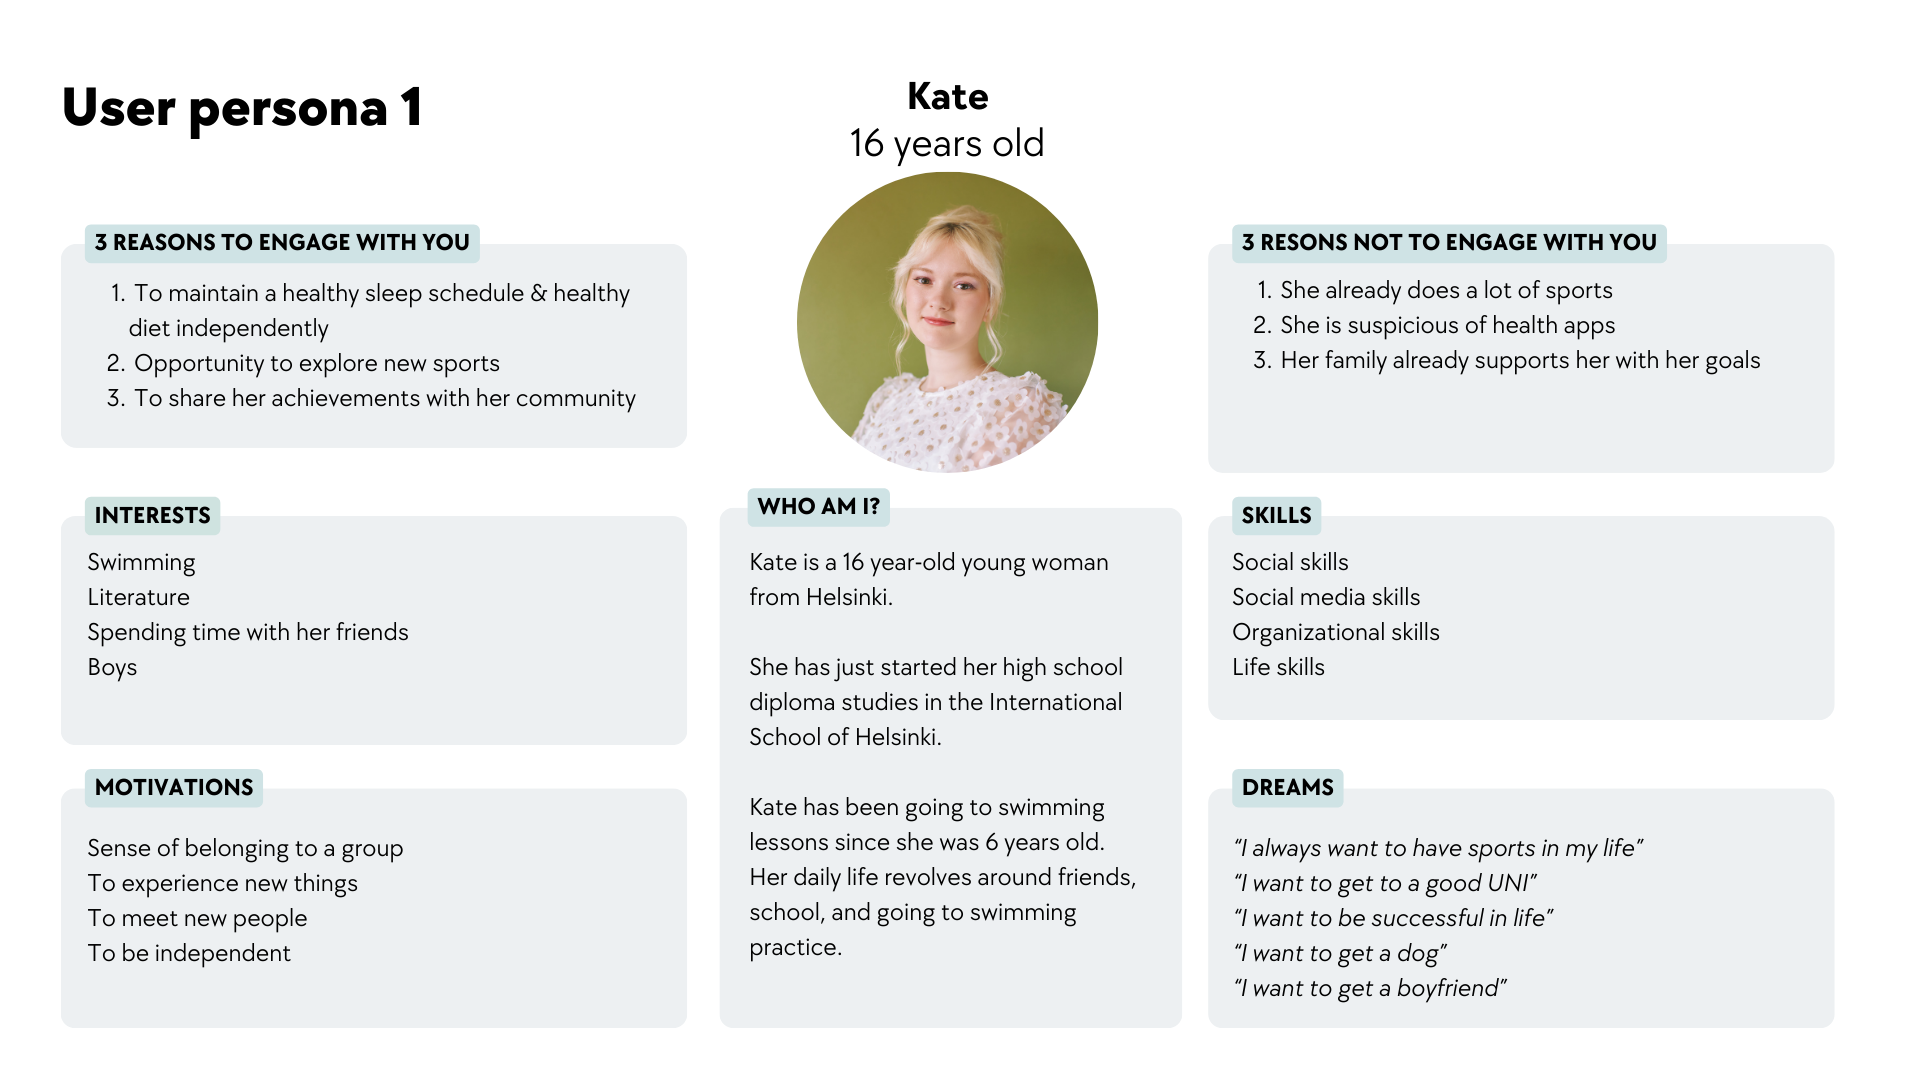 User persona 1
Kate
16 years old
3 REASONS TO ENGAGE WITH YOU
1. To maintain a healthy sleep schedule & healthy
diet independently
2. Opportunity to explore new sports
3. To share her achievements with her community
3 RESONS NOT TO ENGAGE WITH YOU
1. She already does a lot of sports
2. She is suspicious of health apps
3. Her family already supports her with her goals
INTERESTS
Swimming
Literature
Spending time with her friends
Boys
WHO AM I?
Kate is a 16 year-old young woman
from Helsinki.
She has just started her high school
diploma studies in the International
School of Helsinki.
Kate has been going to swimming
lessons since she was 6 years old.
Her daily life revolves around friends,
school, and going to swimming
practice.
SKILLS
Social skills
Social media skills
Organizational skills
Life skills
MOTIVATIONS
Sense of belonging to a group
To experience new things
To meet new people
To be independent
DREAMS
“I always want to have sports in my life”
“I want to get to a good UNI”
“I want to be successful in life”
“I want to get a dog”
“I want to get a boyfriend”